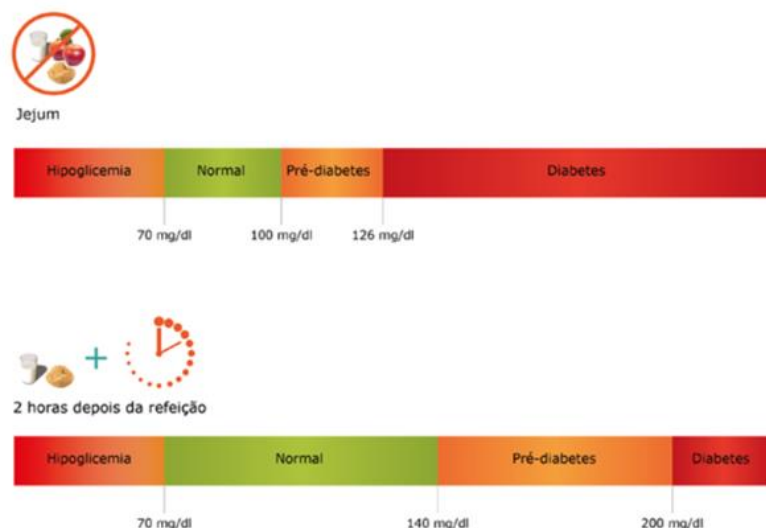 Jejum
Hipoglicemia Normal Pré-diabetes Diabetes
70 mg/dl 100 mg/dl 126 mg/dl
2 horas depois da refeição
Hipoglicemia Normal Pré-diabetes Diabetes
70 mg/dl 140 mg/dl 200 mg/dl